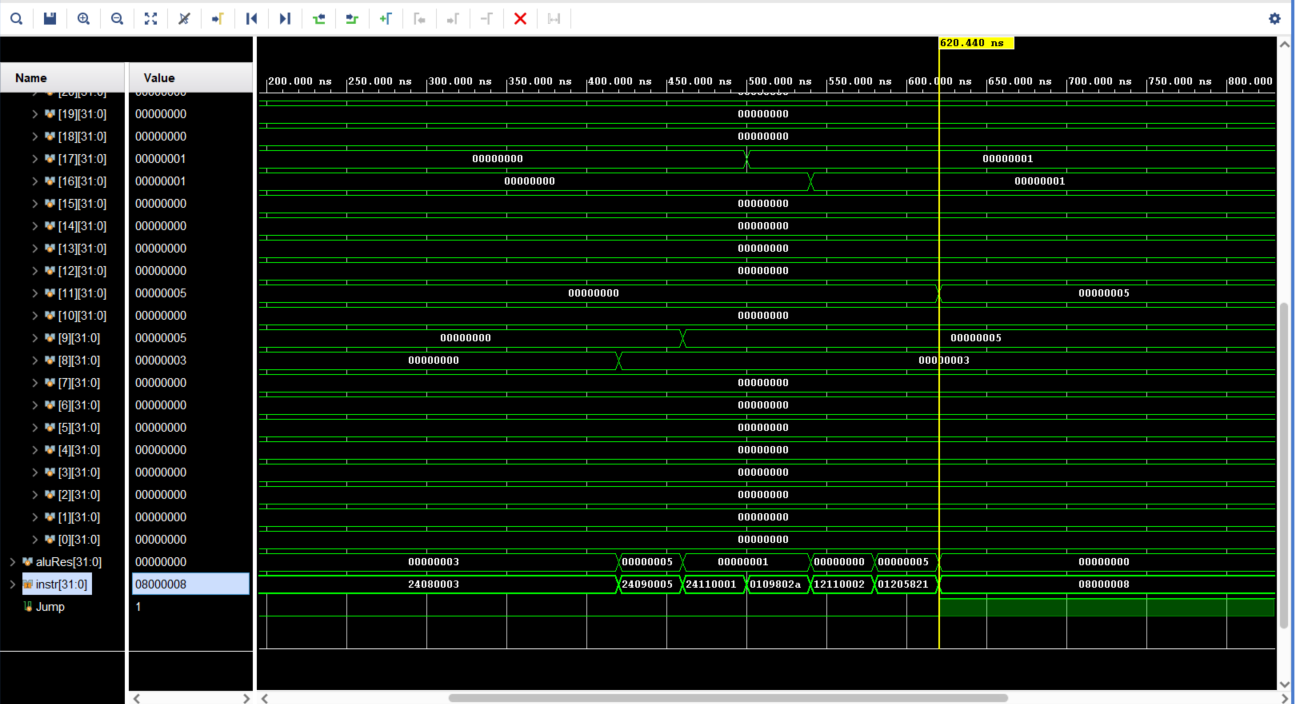 620.440 ns
Name Value
200.000 ns 250.000 ns 300.000 ns 350.000 ns 400.000 ns 450.000 ns 500.000 ns 550.000 ns 600.000 ns 650.000 ns 700.000 ns 750.000 ns 800.000
[20][31:0] 00000000 00000000
[19][31:0] 00000000 00000000
[18][31:0] 00000000 00000000
[17][31:0] 00000001 00000000 00000001
[16][31:0] 00000001 00000000 00000001
[15][31:0] 00000000 00000000
[14][31:0] 00000000 00000000
[13][31:0] 00000000 00000000
[12][31:0] 00000000 00000000
[11][31:0] 00000005 00000000 00000005
[10][31:0] 00000000 00000000
[9][31:0] 00000005 00000000 00000005
[8][31:0] 00000003 00000000 00000003
[7][31:0] 00000000 00000000
[6][31:0] 00000000 00000000
[5][31:0] 00000000 00000000
[4][31:0] 00000000 00000000
[3][31:0] 00000000 00000000
[2][31:0] 00000000 00000000
[1][31:0] 00000000 00000000
[0][31:0] 00000000 00000000
aluRes[31:0] 00000000 00000003 00000005 00000001 00000000 00000005 00000000
instr[31:0] 08000008 24080003 24090005 24110001 0109802a 12110002 01205821 08000008
Jump 1